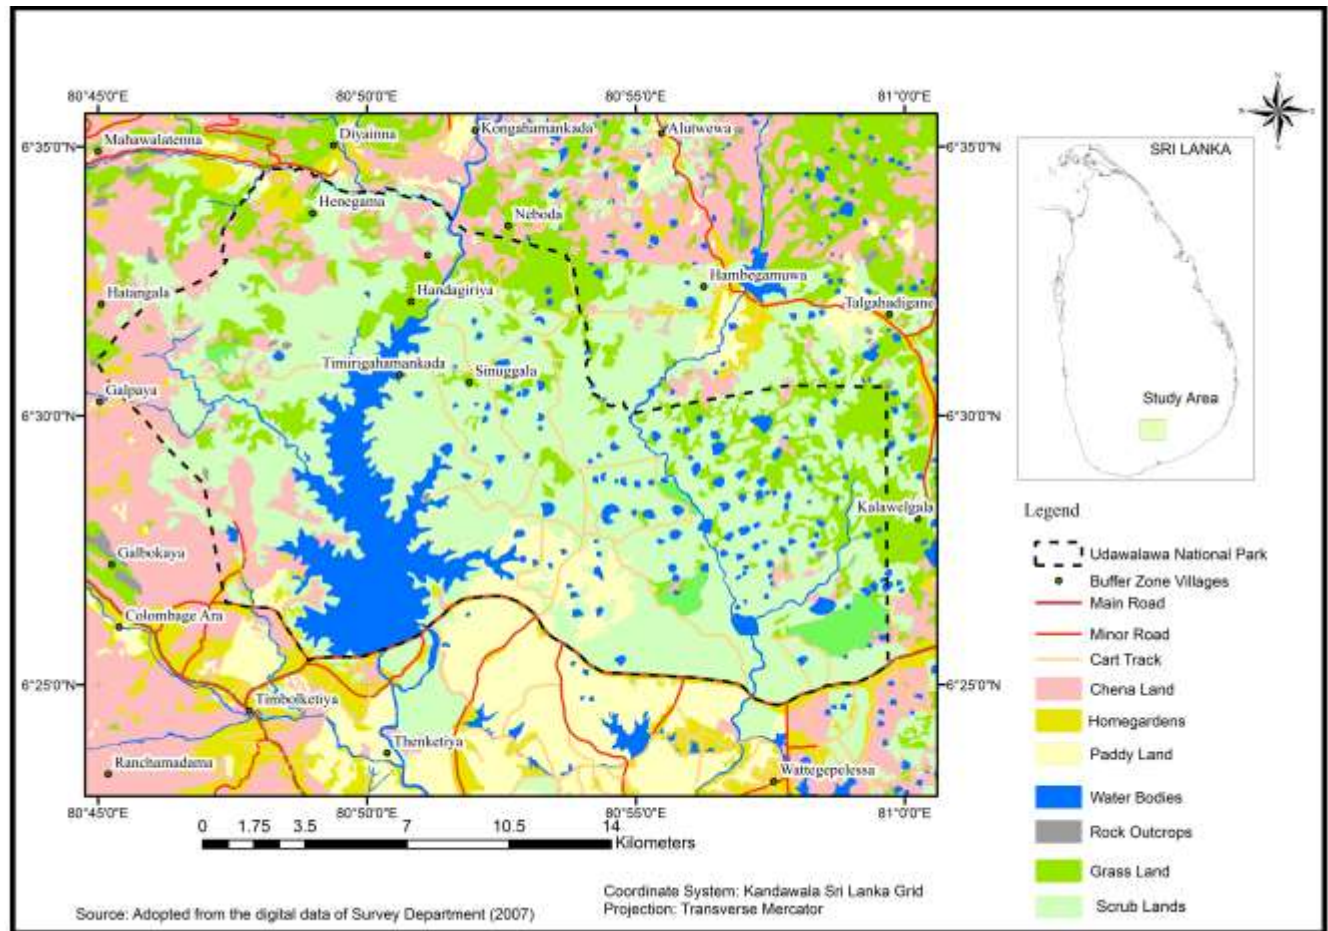 N
W
E
S
80°45'0"E
80°50'0"E
80°55'0"E
81°0'0"E
SRI LANKA
Study Area
6°35'0"N
6°35'0"N
6°30'0"N
6°30'0"N
6°25'0"N
6°25'0"N
Mahawalatenna
Diyainna
Kongahamankada
Alutwewa
Henegama
Neboda
Hambegamuwa
Handagiriya
Hatangala
Talgahadigane
Timirigahamankada
Sinuggala
Galpaya
Kalawelgala
Galbokaya
Colombage Ara
Timbolketiya
Thenketiya
Ranchamadama
Wattegepelessa
80°45'0"E
80°50'0"E
80°55'0"E
81°0'0"E
0 1.75 3.5 7 10.5 14
Kilometers
Legend
Udawalawa National Park
Buffer Zone Villages
Main Road
Minor Road
Cart Track
Chena Land
Homegardens
Paddy Land
Water Bodies
Rock Outcrops
Grass Land
Scrub Lands
Source: Adopted from the digital data of Survey Department (2007)
Coordinate System: Kandawala Sri Lanka Grid
Projection: Transverse Mercator